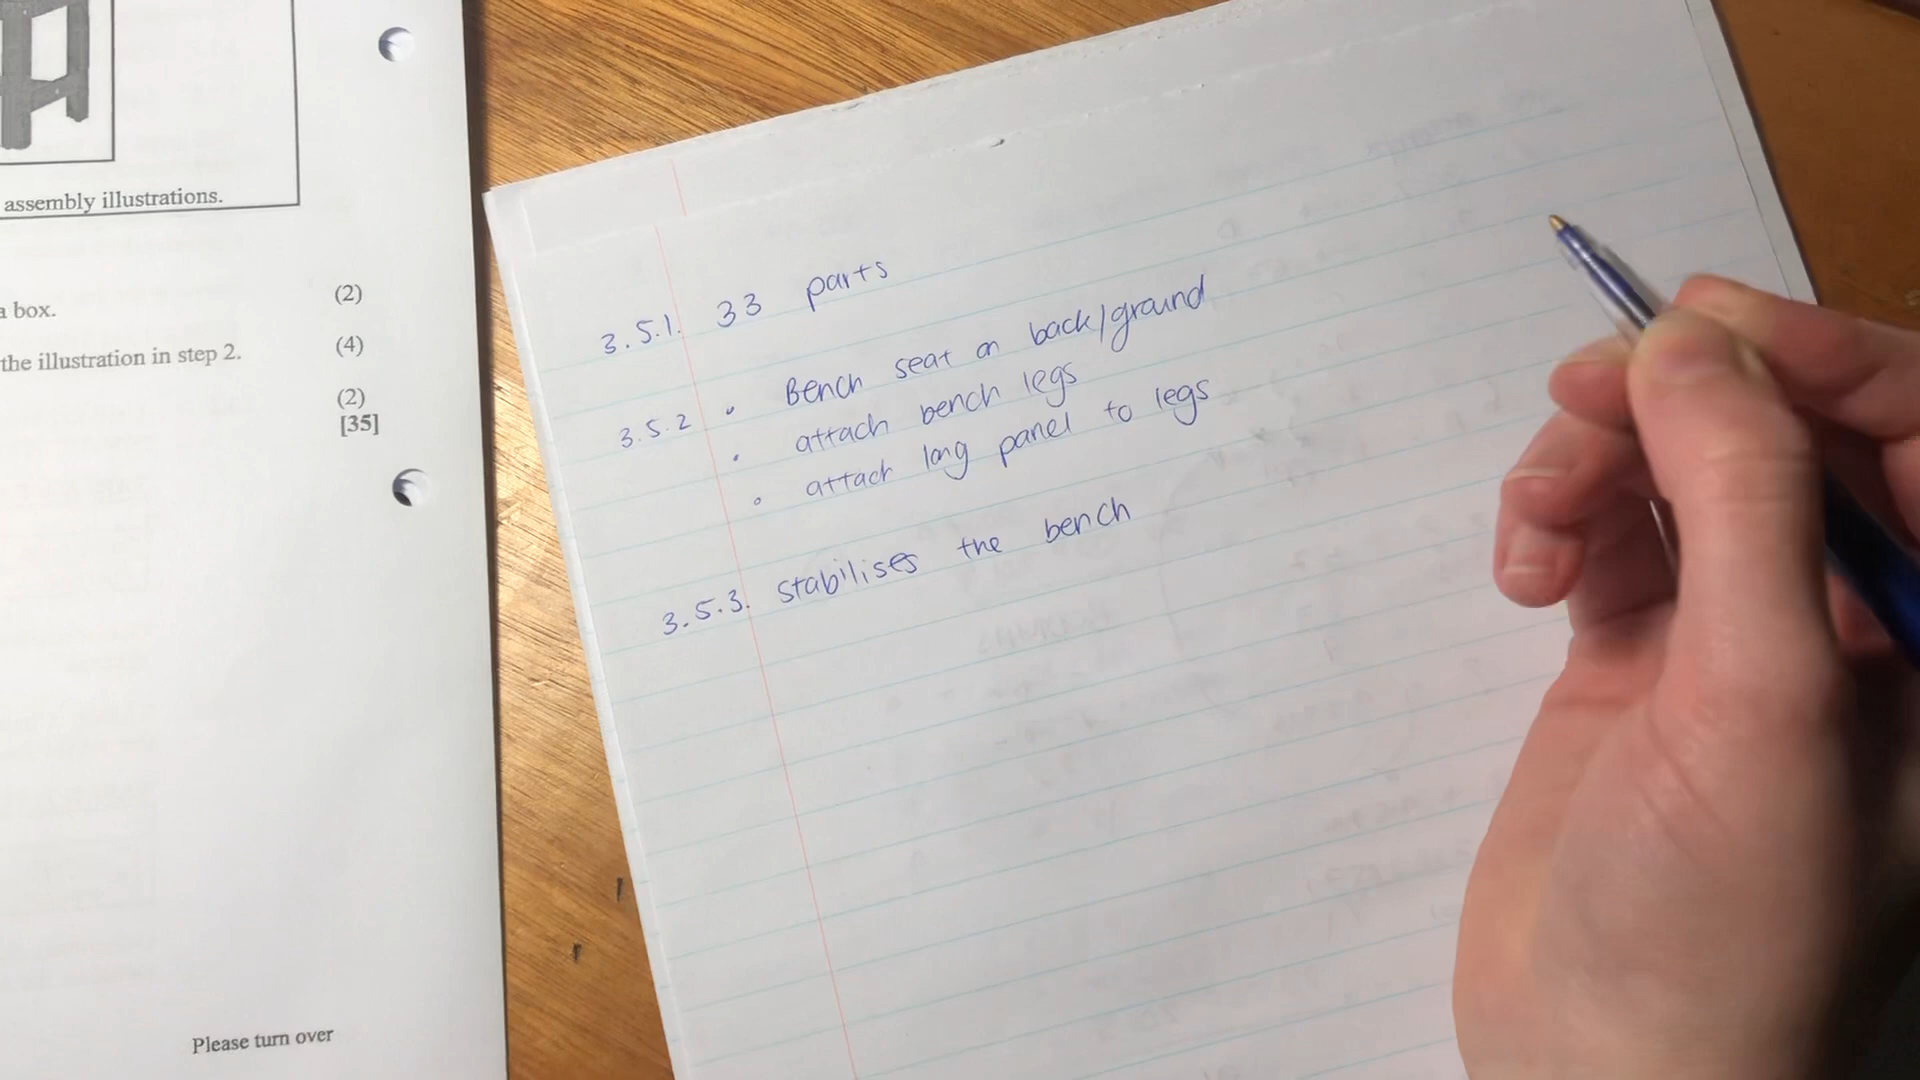 assembly illustrations.
a box.
(2)
the illustration in step 2.
(4)
(2)
[35]
Please turn over
3.5.1. 33 parts
3.5.2 • Bench seat on back/ground
• attach bench legs
• attach long panel to legs
3.5.3. stabilises the bench